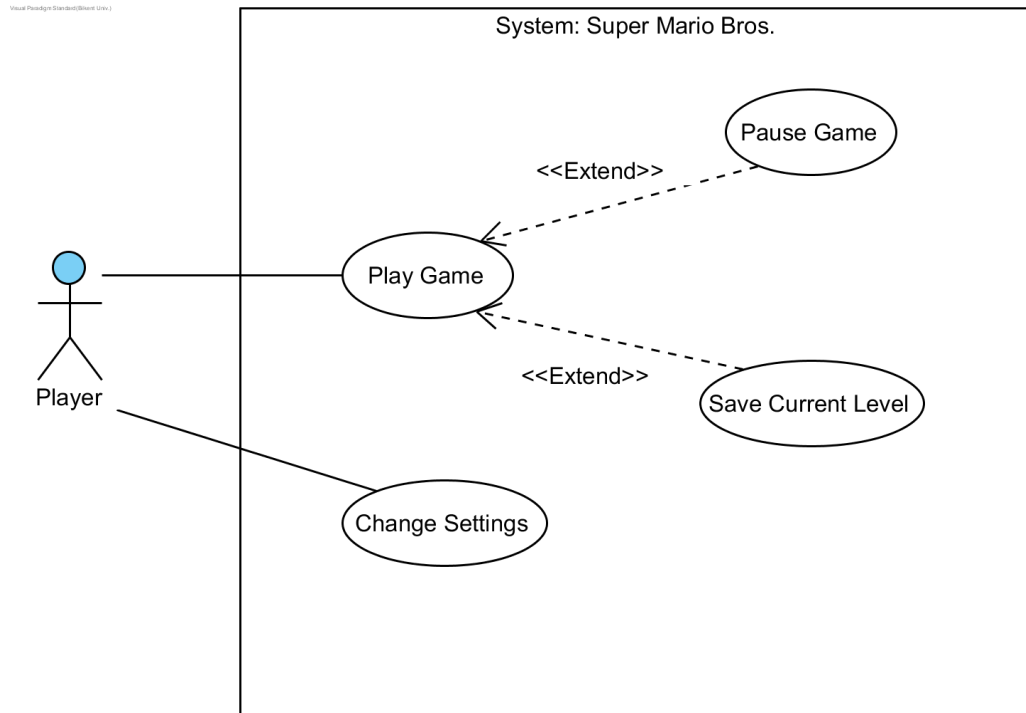 Visual Paradigm Standard(Bilkent Univ.)
System: Super Mario Bros.
Pause Game
<<Extend>>
Play Game
<<Extend>>
Player
Save Current Level
Change Settings